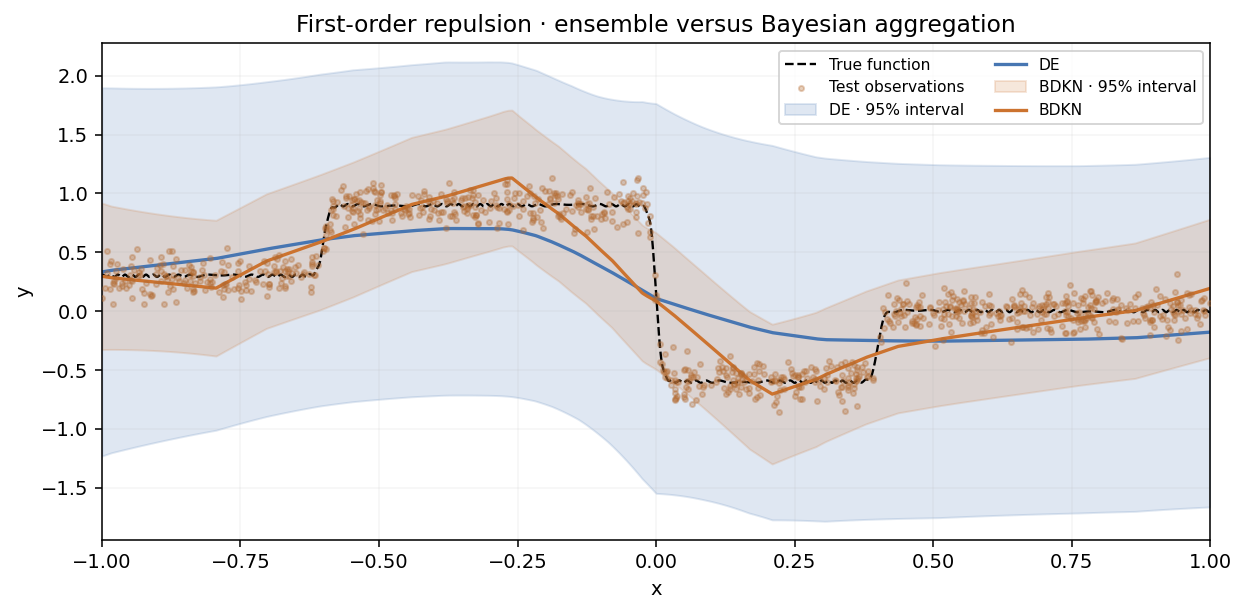 First-order repulsion · ensemble versus Bayesian aggregation
True function
Test observations
DE · 95% interval
DE
BDKN · 95% interval
BDKN
y
2.0
1.5
1.0
0.5
0.0
−0.5
−1.0
−1.5
−1.00 −0.75 −0.50 −0.25 0.00 0.25 0.50 0.75 1.00
x